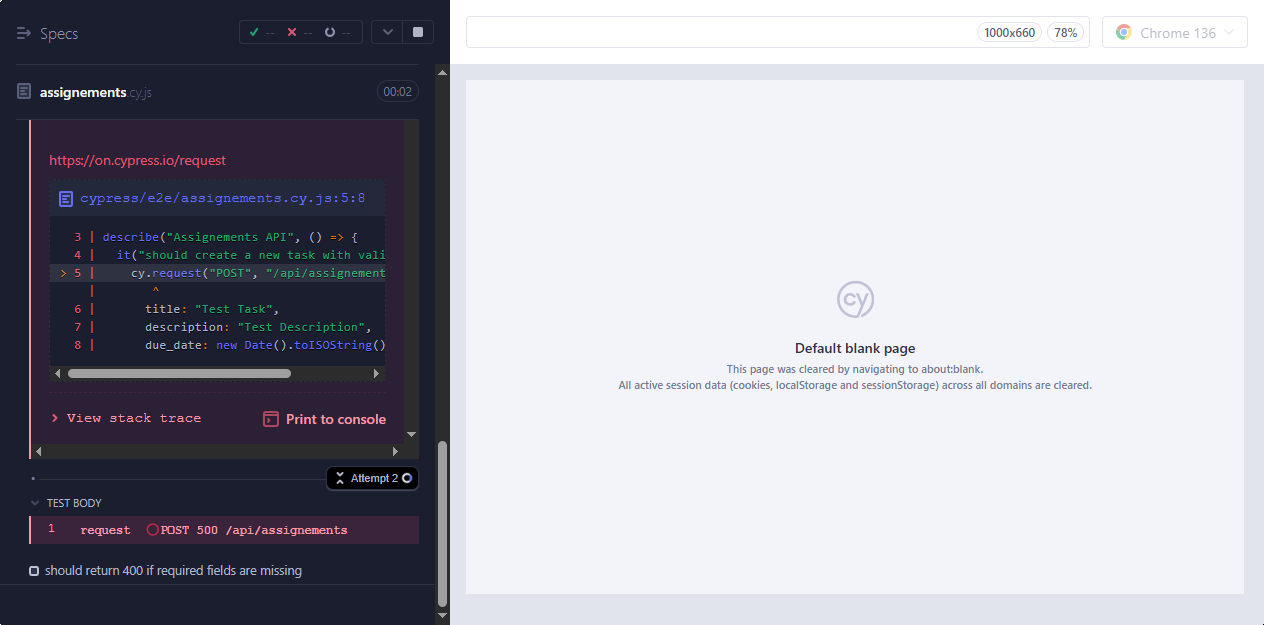 Specs
-- -- --
1000x660 78%
Chrome 136
assignements.cy.js
00:02
https://on.cypress.io/request
cypress/e2e/assignements.cy.js:5:8
3 | describe("Assignements API", () => {
4 | it("should create a new task with vali
> 5 | cy.request("POST", "/api/assignement
| ^
6 | title: "Test Task",
7 | description: "Test Description",
8 | due_date: new Date().toISOString()
View stack trace
Print to console
Attempt 2
TEST BODY
1 request POST 500 /api/assignements
should return 400 if required fields are missing
cy
Default blank page
This page was cleared by navigating to about:blank.
All active session data (cookies, localStorage and sessionStorage) across all domains are cleared.